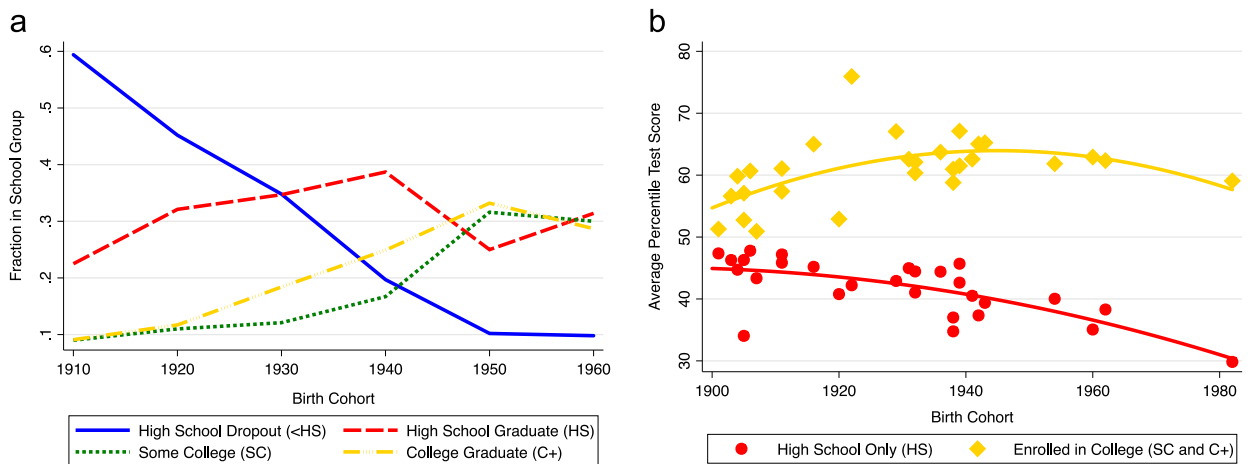 a
.6
.5
.4
.3
.2
.1
Fraction in School Group
1910 1920 1930 1940 1950 1960
Birth Cohort
High School Dropout (<HS) High School Graduate (HS)
Some College (SC) College Graduate (C+)
b
80
70
60
50
40
30
Average Percentile Test Score
1900 1920 1940 1960 1980
Birth Cohort
High School Only (HS) Enrolled in College (SC and C+)